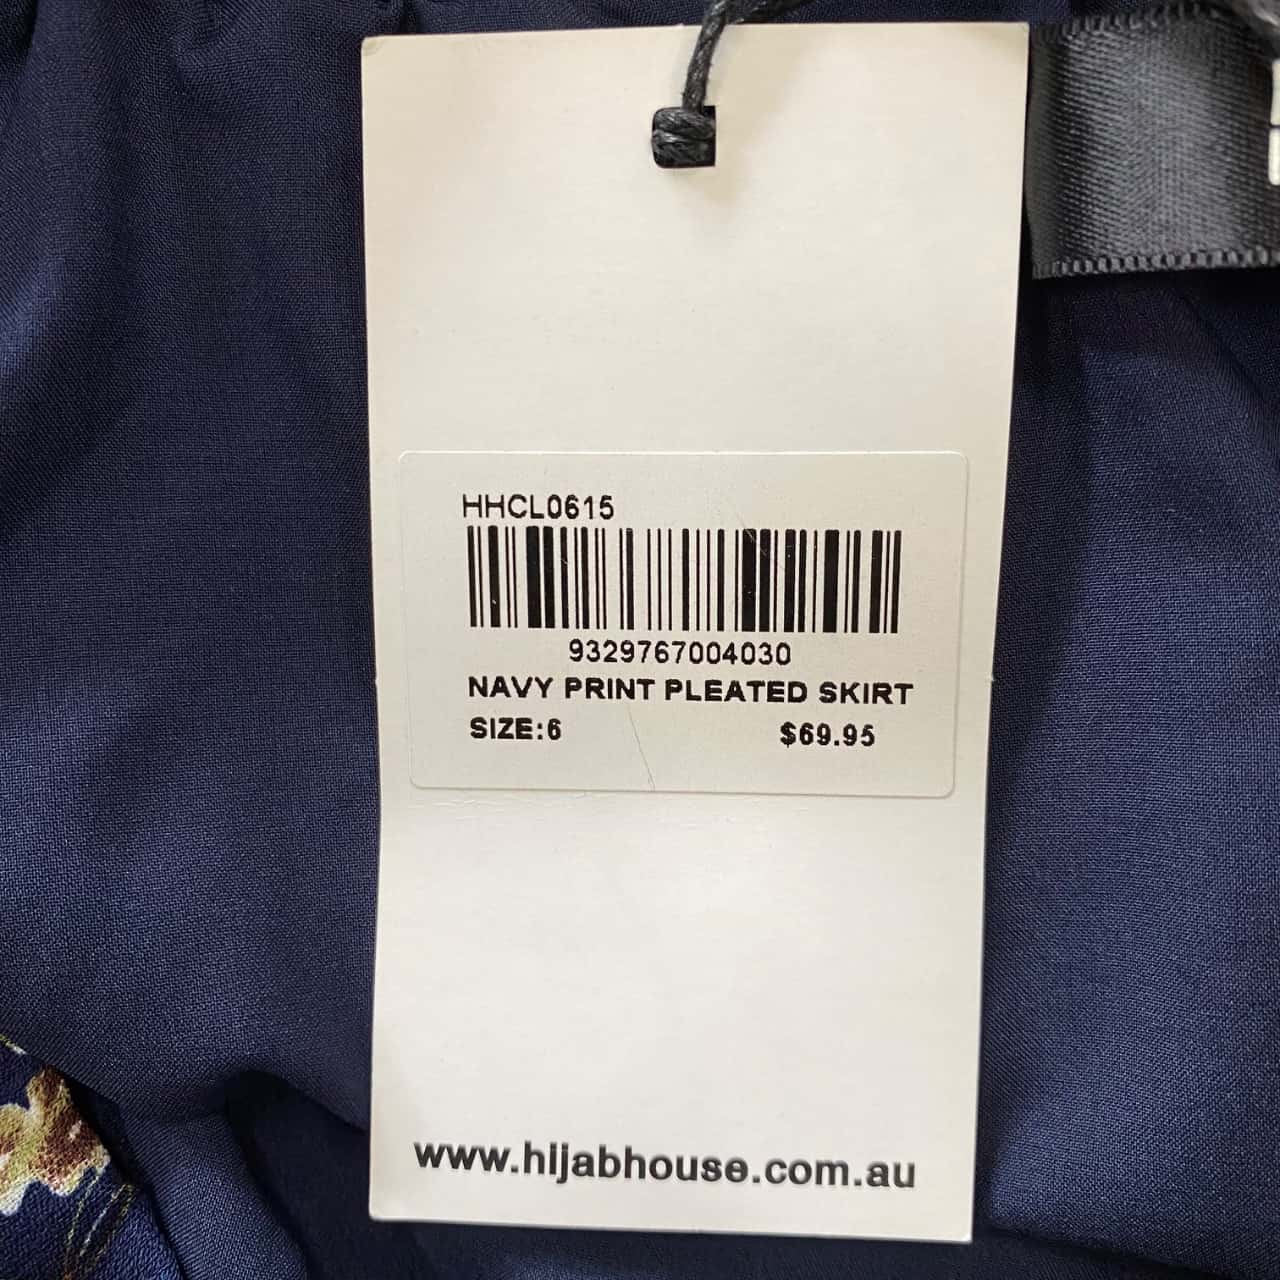 HHCL0615
9329767004030
NAVY PRINT PLEATED SKIRT
SIZE:6 $69.95
www.hijabhouse.com.au